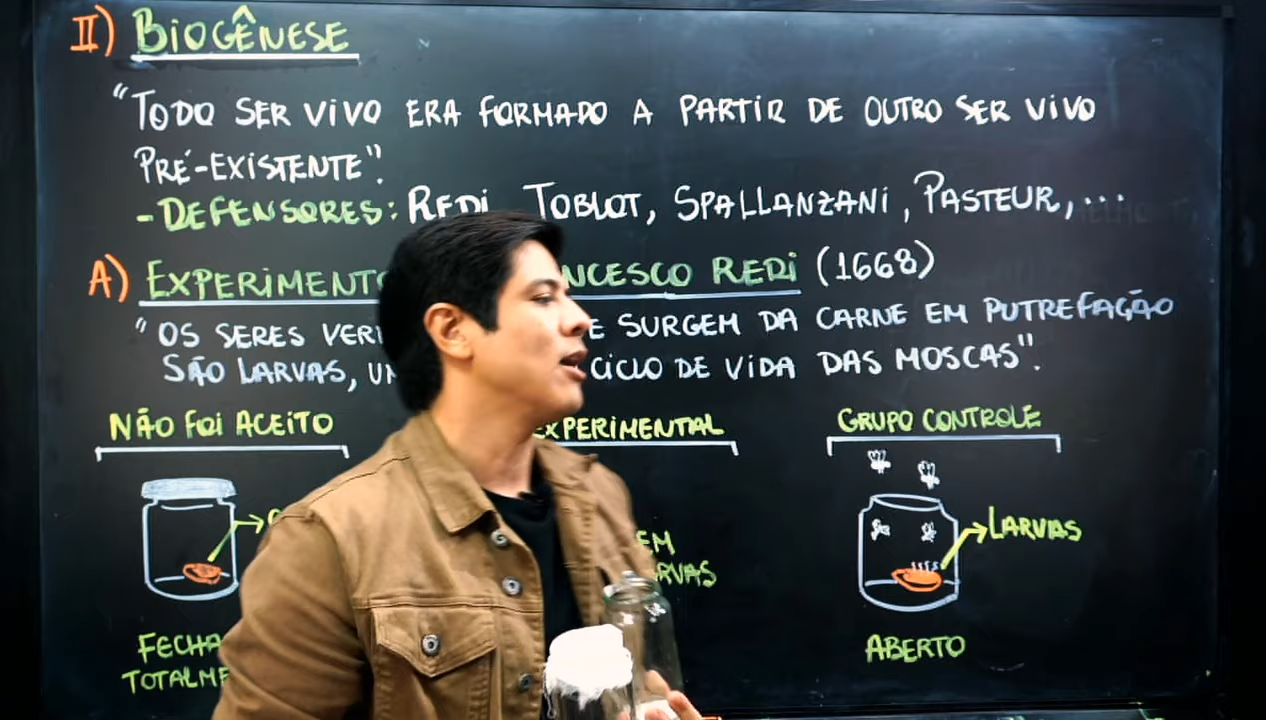 II) BIOGÊNESE
"TODO SER VIVO ERA FORMADO A PARTIR DE OUTRO SER VIVO
PRÉ-EXISTENTE".
- DEFENSORES: REDI, TOBLOT, SPALLANZANI, PASTEUR, ...
A) EXPERIMENTO NCESCO REDI (1668)
"OS SERES VER E SURGEM DA CARNE EM PUTREFAÇÃO
SÃO LARVAS, CICLO DE VIDA DAS MOSCAS".
NÃO FOI ACEITO EXPERIMENTAL GRUPO CONTROLE
LARVAS
EM
RVAS
FECHA ABERTO
TOTALME